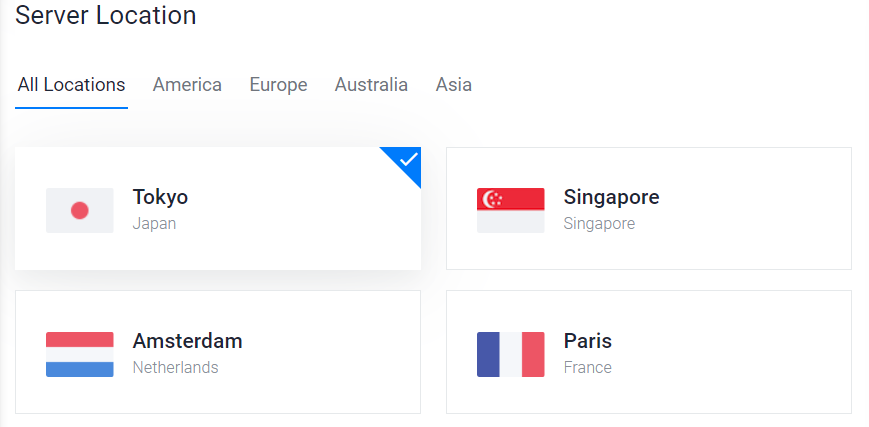 Server Location
All Locations America Europe Australia Asia
Tokyo
Japan
Singapore
Singapore
Amsterdam
Netherlands
Paris
France